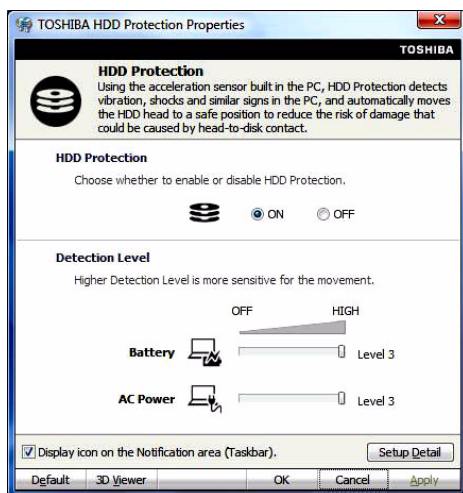 TOSHIBA HDD Protection Properties
TOSHIBA
HDD Protection
Using the acceleration sensor built in the PC, HDD Protection detects
vibration, shocks and similar signs in the PC, and automatically moves
the HDD head to a safe position to reduce the risk of damage that
could be caused by head-to-disk contact.
HDD Protection
Choose whether to enable or disable HDD Protection.
ON OFF
Detection Level
Higher Detection Level is more sensitive for the movement.
OFF HIGH
Battery Level 3
AC Power Level 3
Display icon on the Notification area (Taskbar). Setup Detail
Default 3D Viewer OK Cancel Apply